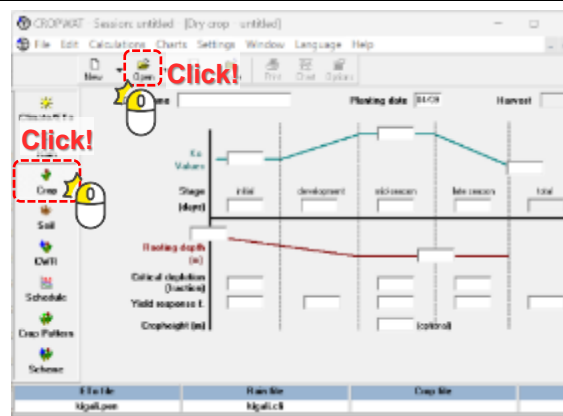 CROPWAT - Session: untitled - [Dry crop - untitled]
File Edit Calculations Charts Settings Window Language Help
New Open Print Chart Options
Click!
Planting date 04/09 Harvest
Click!
Crop
Kc
Values
Stage initial development mid-season late season total
(days)
Soil
Rooting depth
(m)
CWR
Critical depletion
(fraction)
Schedule
Yield response f.
Cropheight (m) (optional)
Crop Pattern
Scheme
ETo file Rain file Crop file
kigali.pen kigali.cli